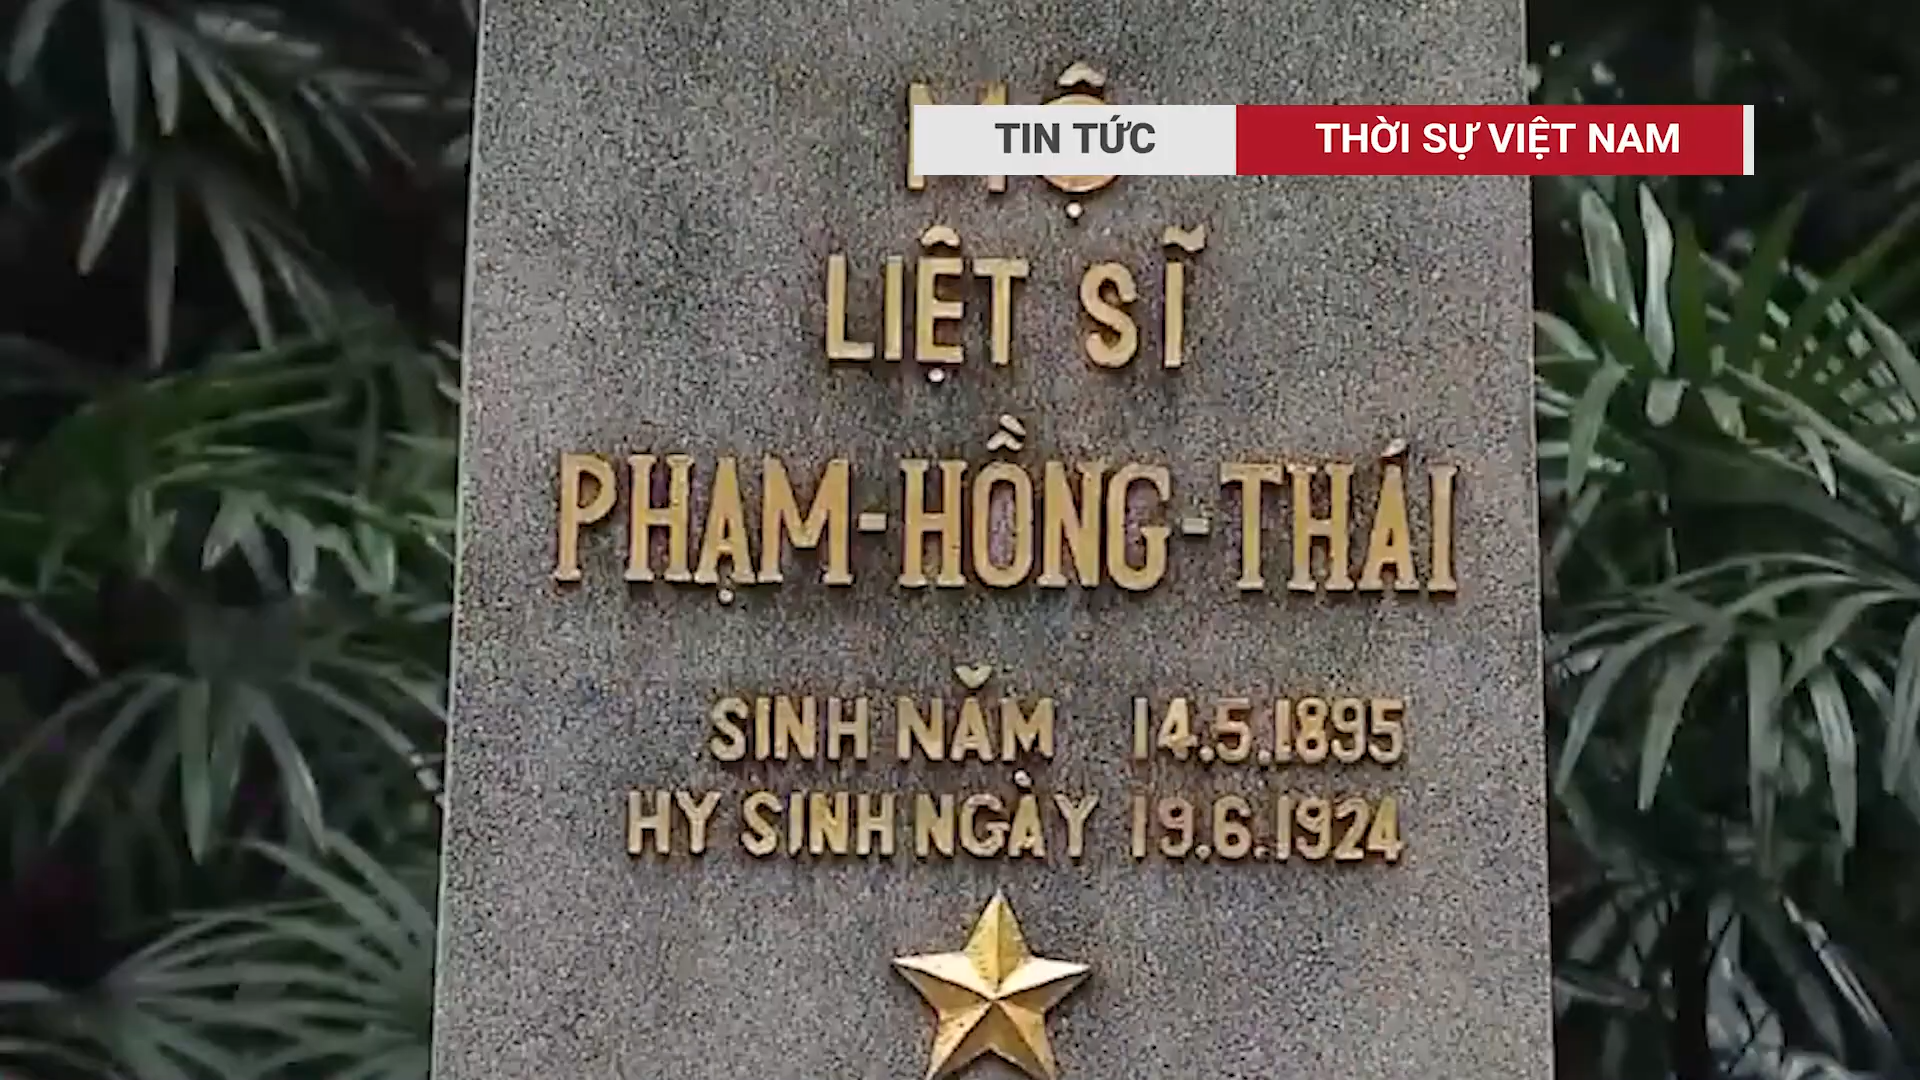 TIN TỨC THỜI SỰ VIỆT NAM
MỘ
LIỆT SĨ
PHẠM-HỒNG-THÁI
SINH NĂM 14.5.1895
HY SINH NGÀY 19.6.1924